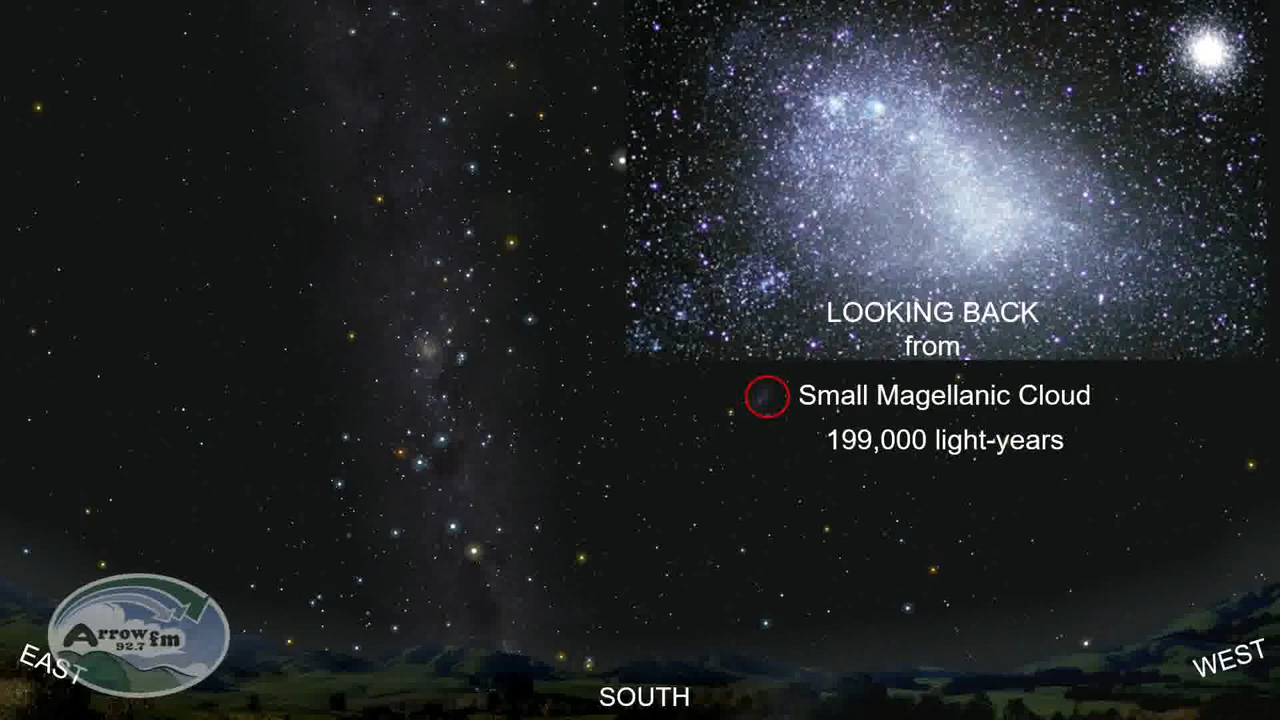 LOOKING BACK
from
Small Magellanic Cloud
199,000 light-years
Arrow fm
92.7
EAST
SOUTH
WEST